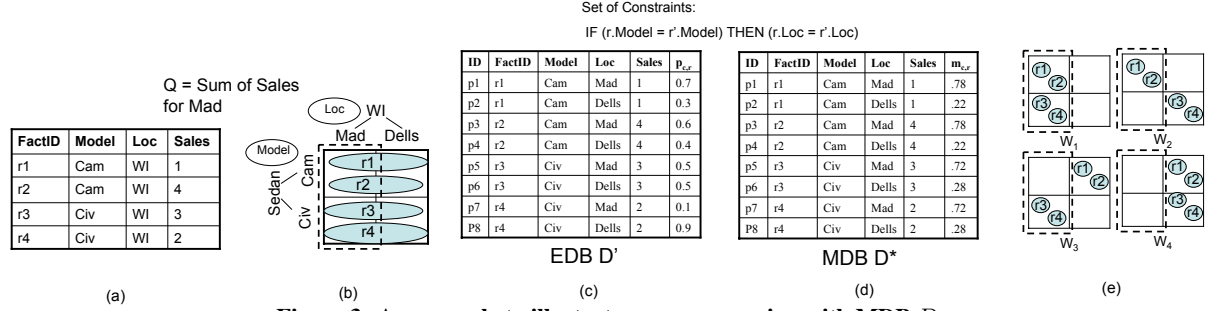 Set of Constraints:
IF (r.Model = r'.Model) THEN (r.Loc = r'.Loc)
Q = Sum of Sales
for Mad
FactID Model Loc Sales
r1 Cam WI 1
r2 Cam WI 4
r3 Civ WI 3
r4 Civ WI 2
(a)
Loc WI
Mad Dells
Model
Sedan
Cam
Civ
r1
r2
r3
r4
(b)
ID FactID Model Loc Sales pc,r
p1 r1 Cam Mad 1 0.7
p2 r1 Cam Dells 1 0.3
p3 r2 Cam Mad 4 0.6
p4 r2 Cam Dells 4 0.4
p5 r3 Civ Mad 3 0.5
p6 r3 Civ Dells 3 0.5
p7 r4 Civ Mad 2 0.1
P8 r4 Civ Dells 2 0.9
EDB D'
(c)
ID FactID Model Loc Sales mc,r
p1 r1 Cam Mad 1 .78
p2 r1 Cam Dells 1 .22
p3 r2 Cam Mad 4 .78
p4 r2 Cam Dells 4 .22
p5 r3 Civ Mad 3 .72
p6 r3 Civ Dells 3 .28
p7 r4 Civ Mad 2 .72
p8 r4 Civ Dells 2 .28
MDB D*
(d)
r1 r2
r3 r4
W1
r1 r2
r3 r4
W2
r1 r2
r3 r4
W3
r1 r2
r3 r4
W4
(e)